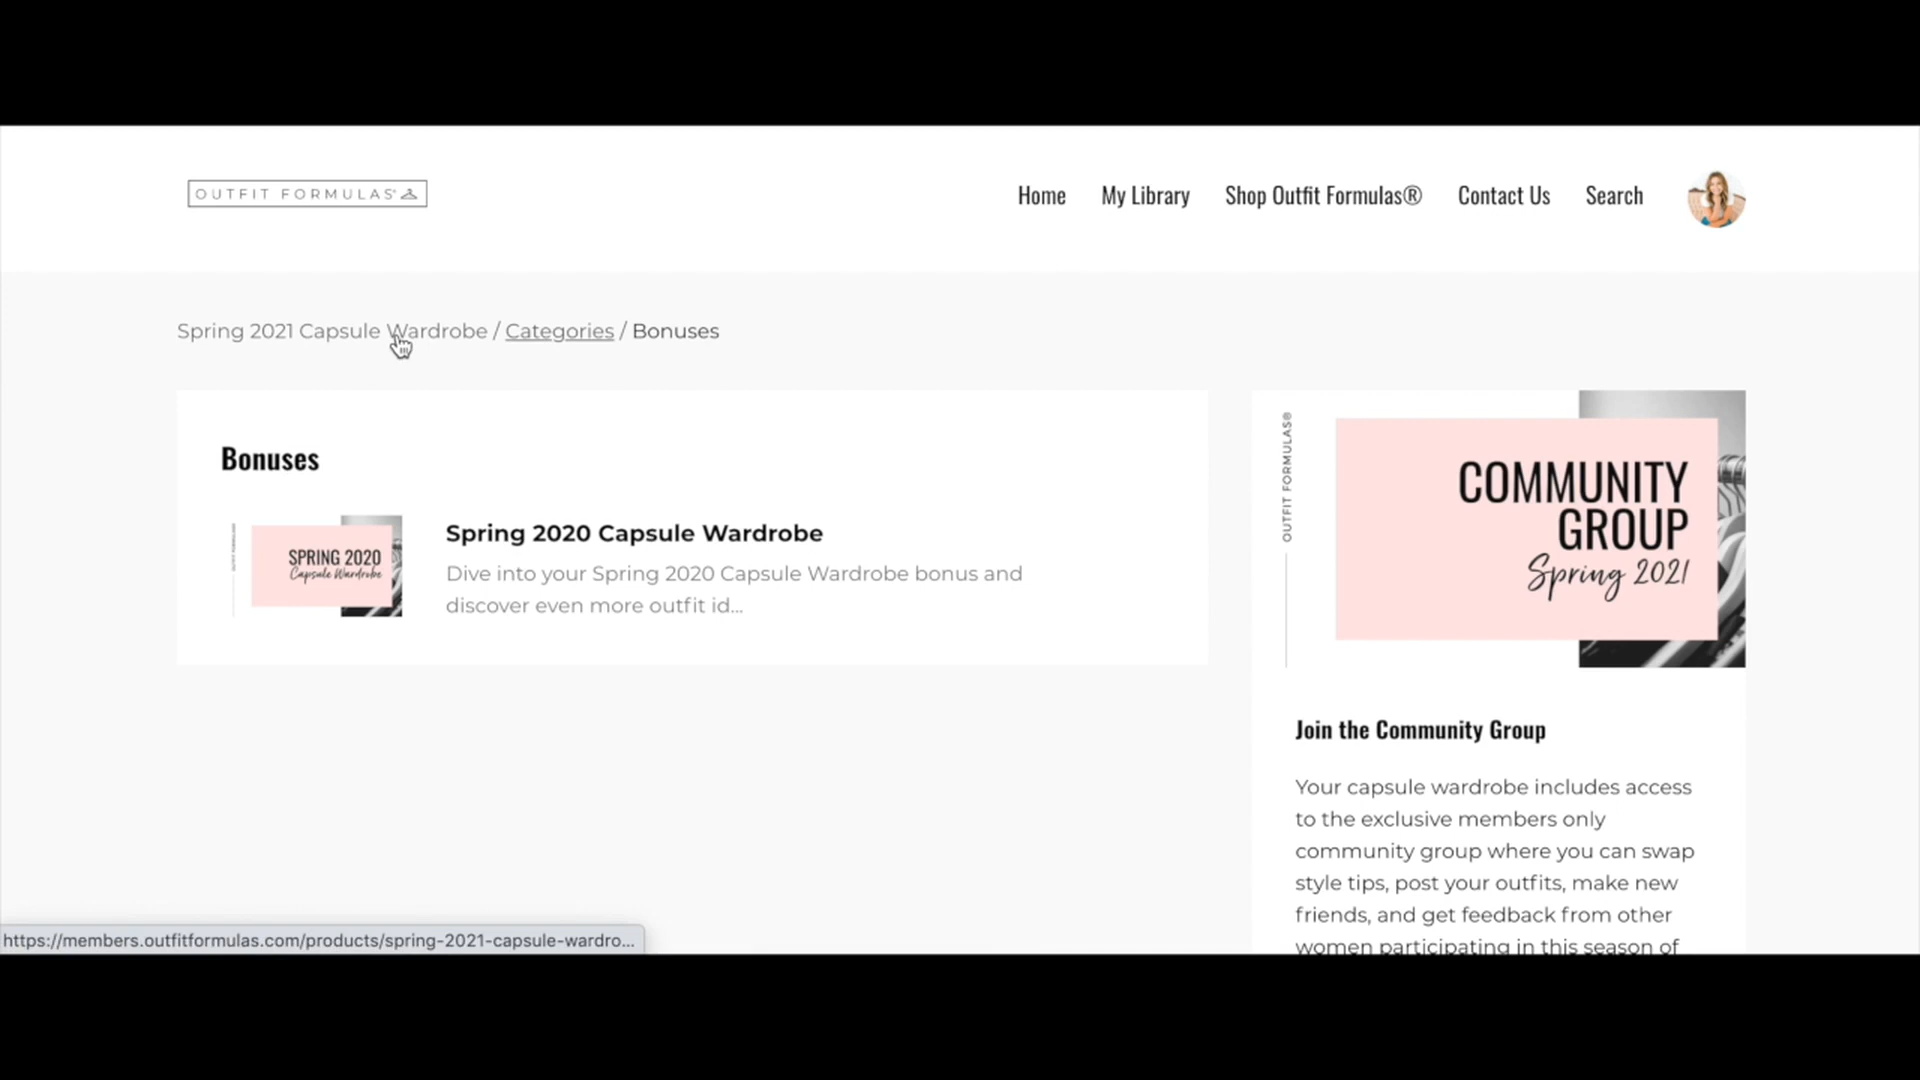 OUTFIT FORMULAS®
Home My Library Shop Outfit Formulas® Contact Us Search
Spring 2021 Capsule Wardrobe / Categories / Bonuses
Bonuses
SPRING 2020
Capsule Wardrobe
Spring 2020 Capsule Wardrobe
Dive into your Spring 2020 Capsule Wardrobe bonus and
discover even more outfit id...
OUTFIT FORMULAS®
COMMUNITY
GROUP
Spring 2021
Join the Community Group
Your capsule wardrobe includes access
to the exclusive members only
community group where you can swap
style tips, post your outfits, make new
friends, and get feedback from other
women participating in this season of
https://members.outfitformulas.com/products/spring-2021-capsule-wardro...